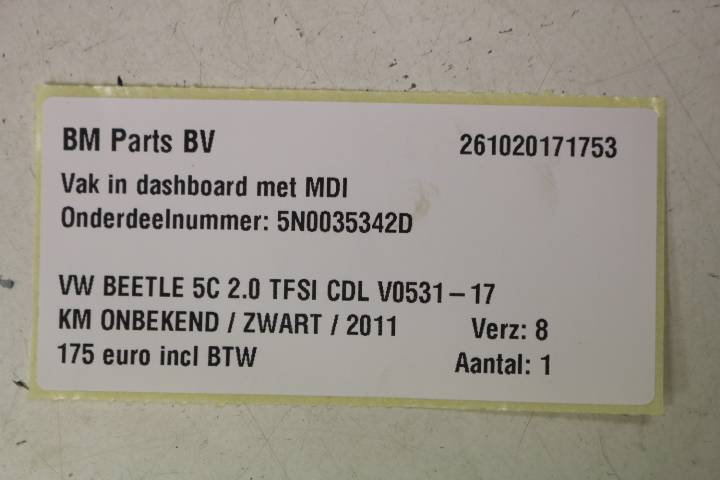 BM Parts BV 261020171753
Vak in dashboard met MDI
Onderdeelnummer: 5N0035342D
VW BEETLE 5C 2.0 TFSI CDL V0531-17
KM ONBEKEND / ZWART / 2011 Verz: 8
175 euro incl BTW Aantal: 1